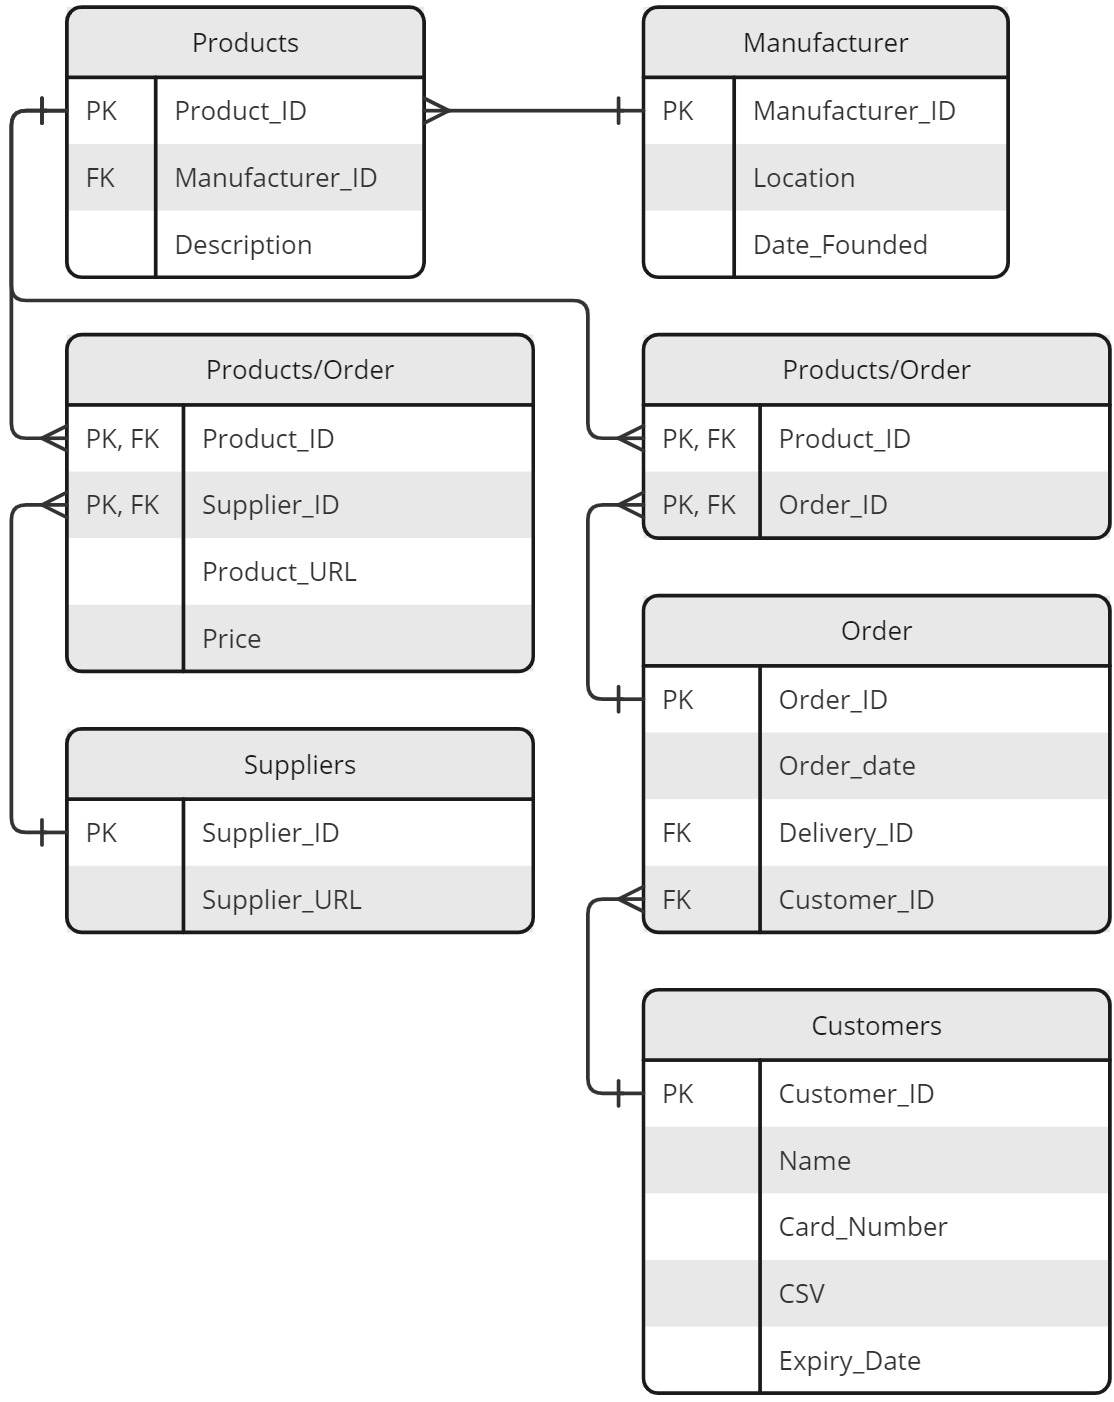 Products
PK Product_ID
FK Manufacturer_ID
Description
Manufacturer
PK Manufacturer_ID
Location
Date_Founded
Products/Order
PK, FK Product_ID
PK, FK Supplier_ID
Product_URL
Price
Products/Order
PK, FK Product_ID
PK, FK Order_ID
Suppliers
PK Supplier_ID
Supplier_URL
Order
PK Order_ID
Order_date
FK Delivery_ID
FK Customer_ID
Customers
PK Customer_ID
Name
Card_Number
CSV
Expiry_Date